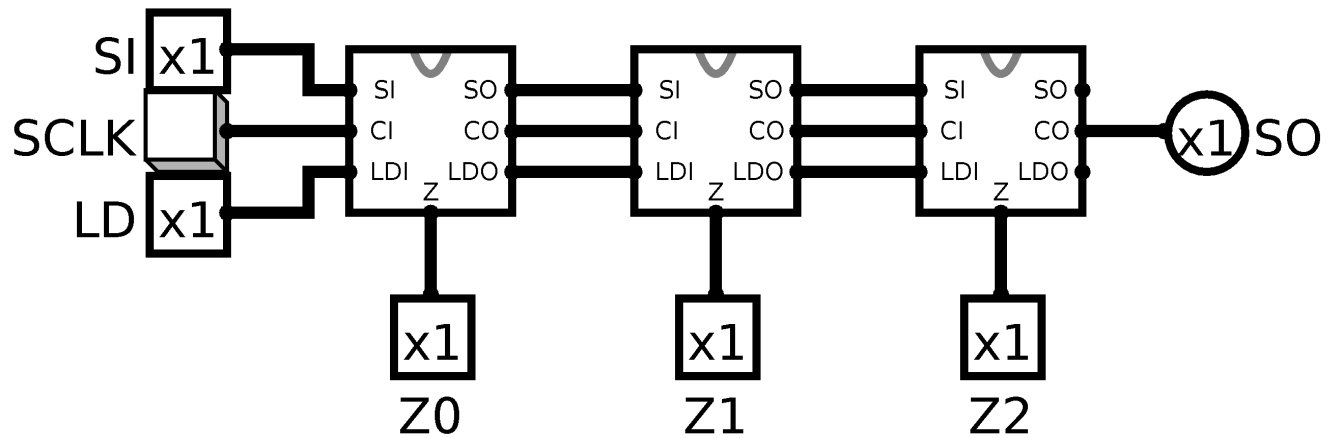 SI x1
SCLK
LD x1
SI SO
CI CO
LDI LDO
Z
SI SO
CI CO
LDI LDO
Z
SI SO
CI CO
LDI LDO
Z
x1 SO
x1
Z0
x1
Z1
x1
Z2